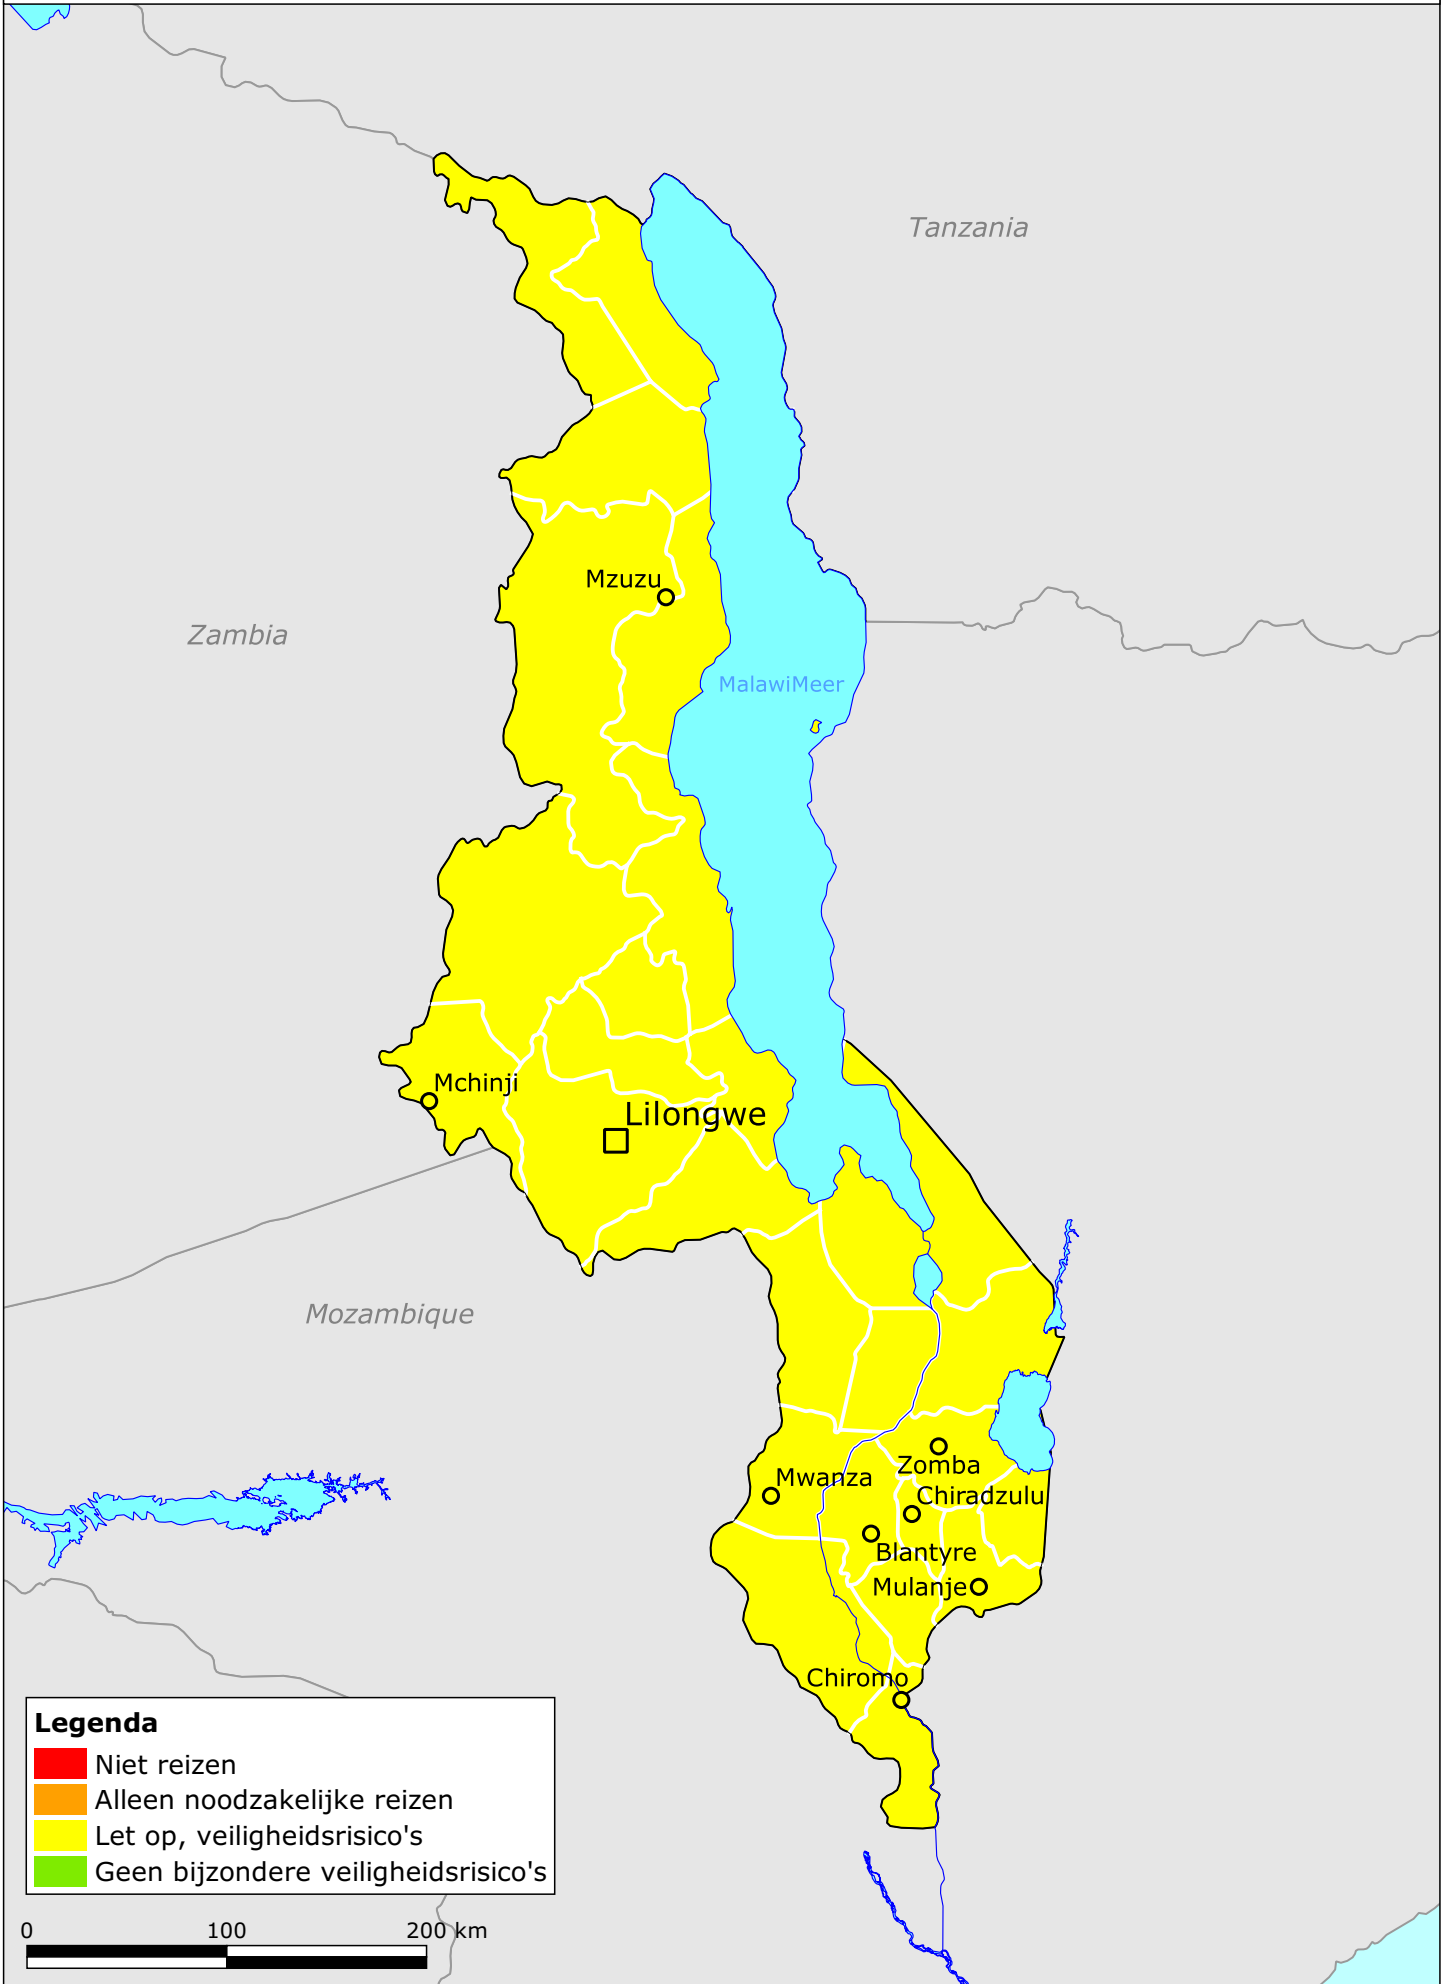 Tanzania
Mzuzu
Zambia
MalawiMeer
Mchinji
Lilongwe
Mozambique
Zomba
Mwanza
Chiradzulu
Blantyre
Mulanje
Chiromo
Legenda
Niet reizen
Alleen noodzakelijke reizen
Let op, veiligheidsrisico's
Geen bijzondere veiligheidsrisico's
0 100 200 km